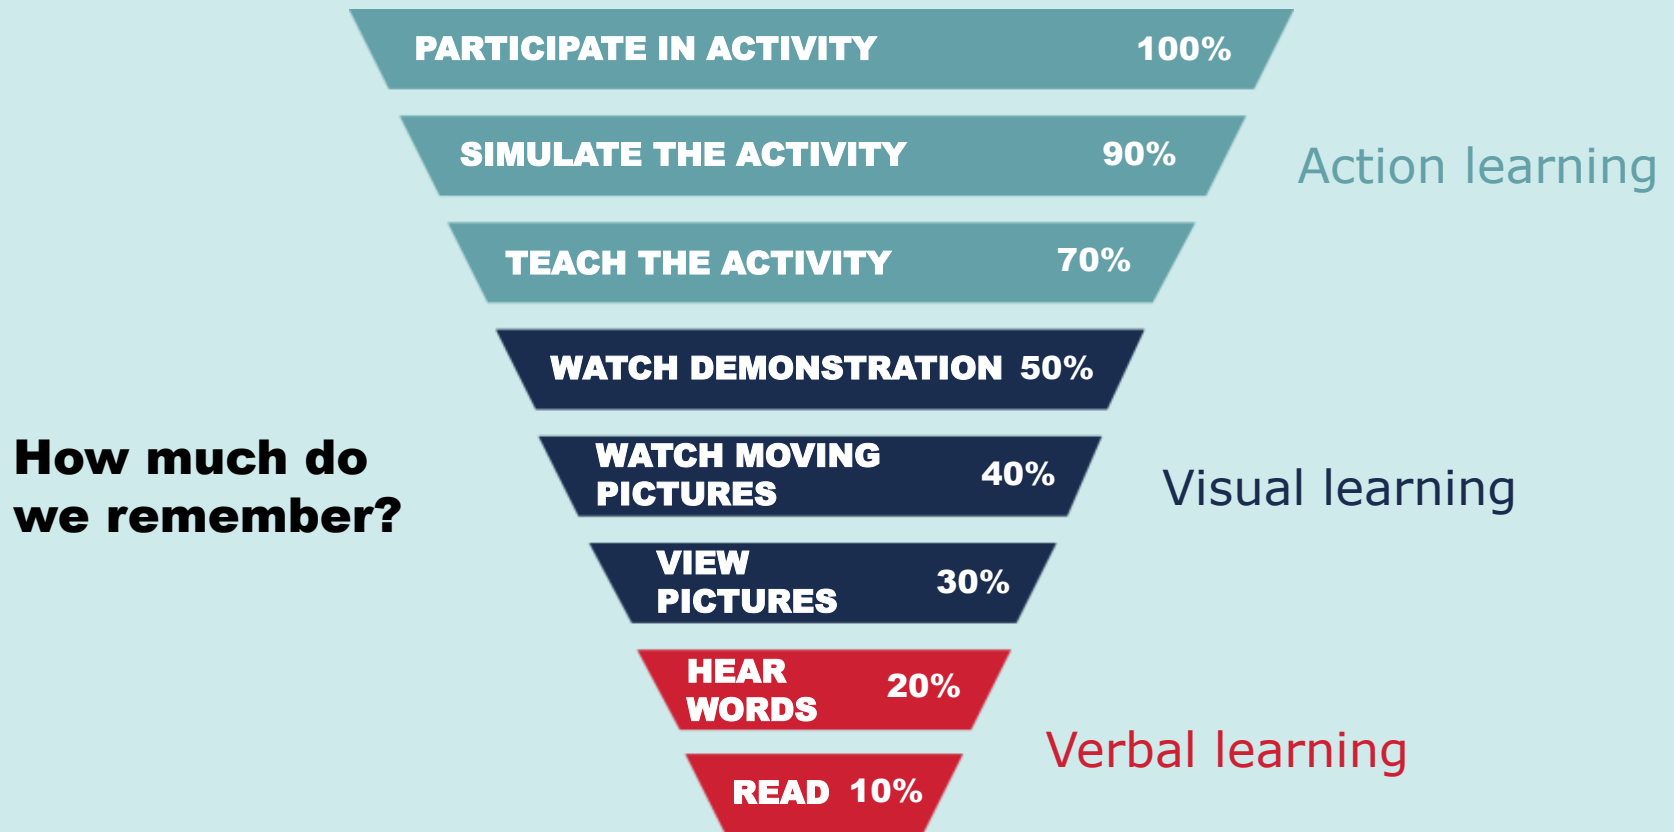 PARTICIPATE IN ACTIVITY 100%
SIMULATE THE ACTIVITY 90%
Action learning
TEACH THE ACTIVITY 70%
WATCH DEMONSTRATION 50%
How much do
we remember?
WATCH MOVING
PICTURES
40%
Visual learning
VIEW
PICTURES
30%
HEAR
WORDS
20%
Verbal learning
READ 10%